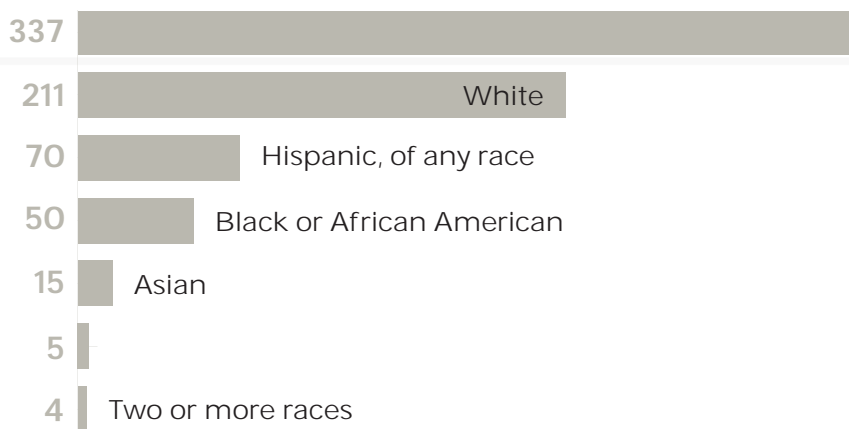 337
211 White
70 Hispanic, of any race
50 Black or African American
15 Asian
5
4 Two or more races